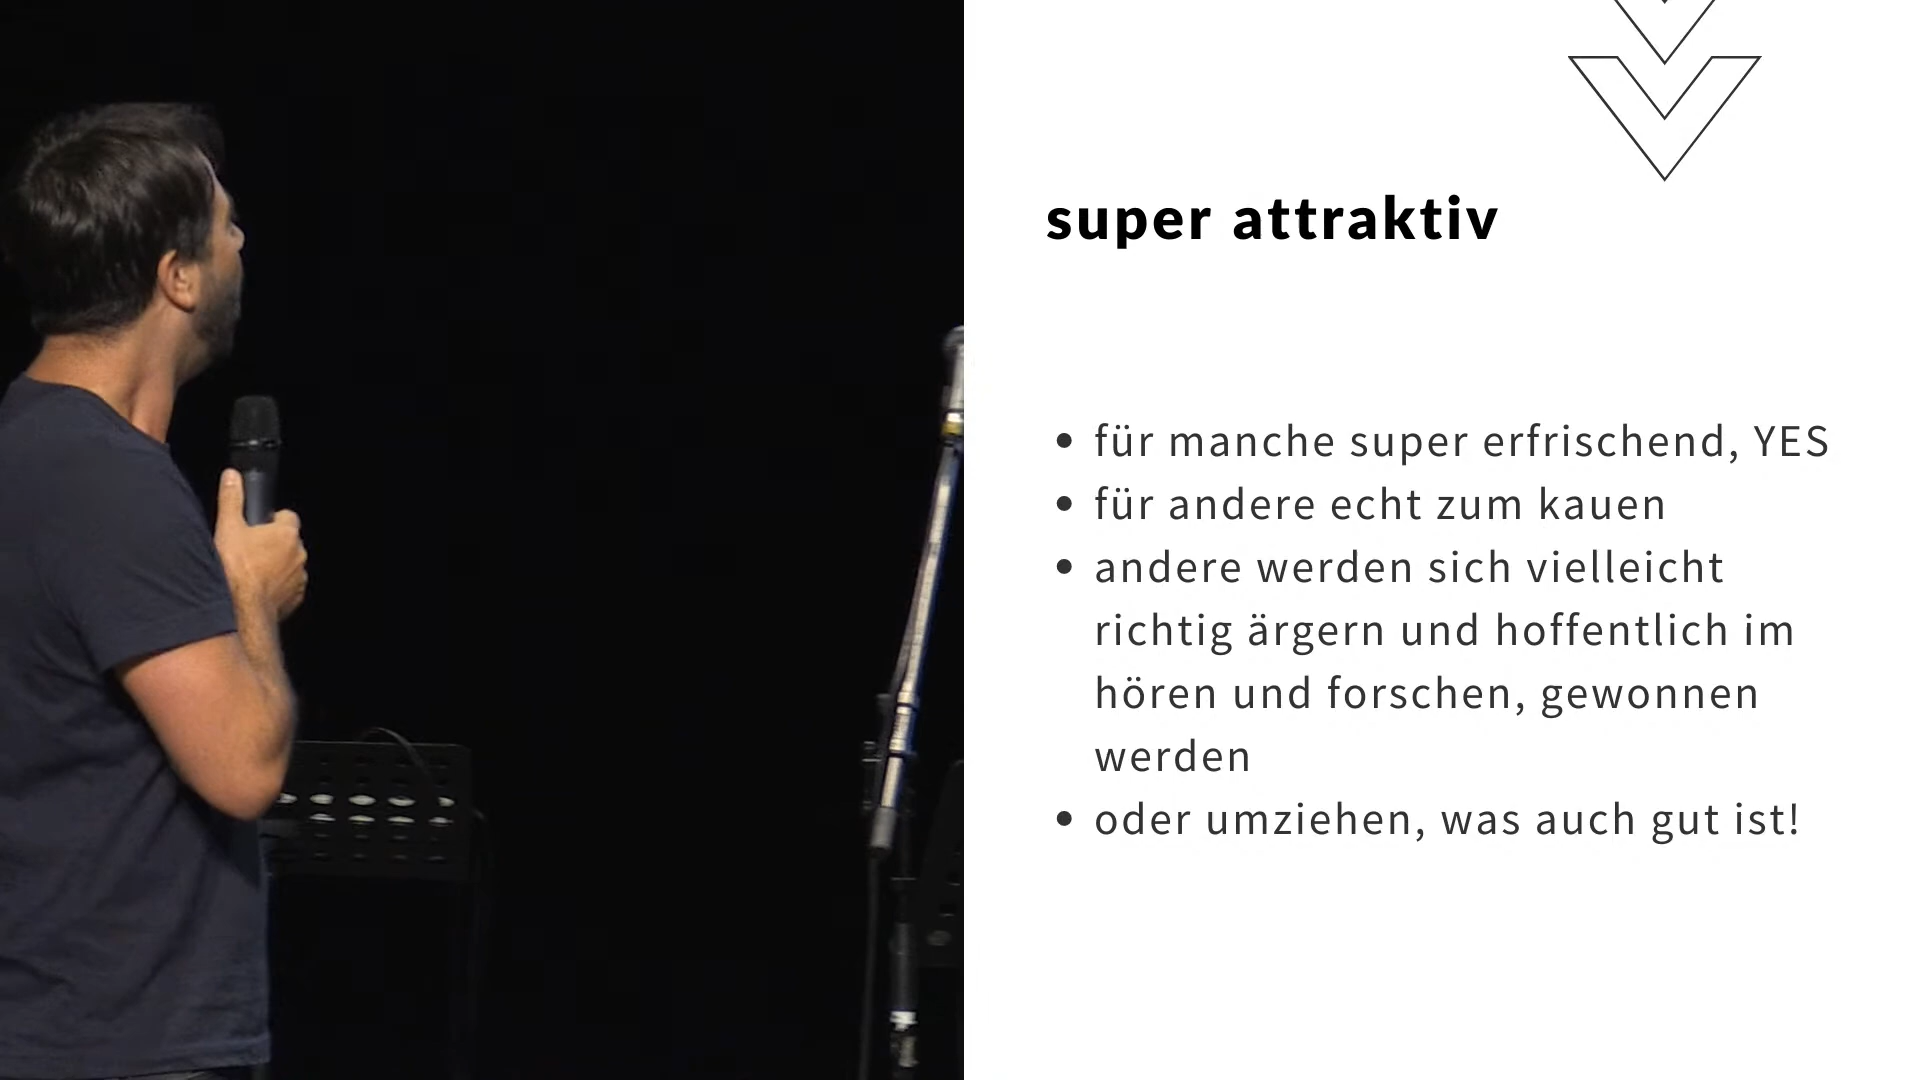 super attraktiv
für manche super erfrischend, YES
für andere echt zum kauen
andere werden sich vielleicht
richtig ärgern und hoffentlich im
hören und forschen, gewonnen
werden
oder umziehen, was auch gut ist!